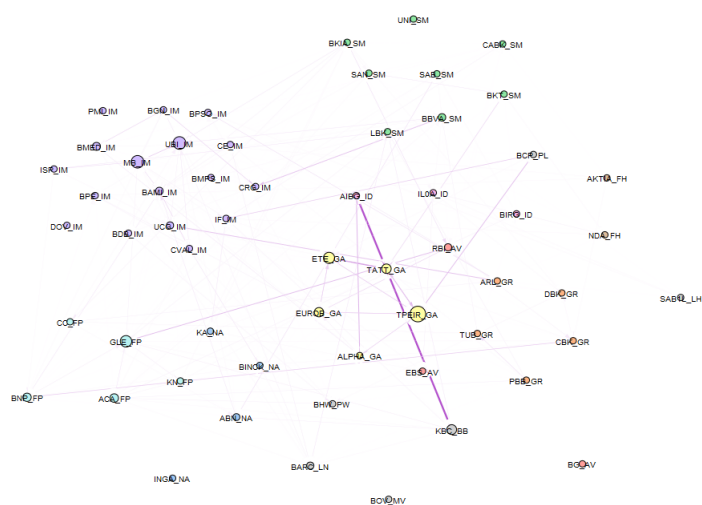 UNI_SM
BKIA_SM
CABK_SM
SAN_SM
SAB_SM
BKT_SM
PMI_IM
BGN_IM
BPSO_IM
BBVA_SM
LBK_SM
BMED_IM
UBI_IM
CE_IM
MB_IM
BCP_PL
ISP_IM
BMPS_IM
AKTIA_FH
CRG_IM
BPE_IM
BAMI_IM
AIBG_ID
IL0A_ID
BIRG_ID
DOV_IM
BDB_IM
UCG_IM
IF_IM
NDA_FH
CVAL_IM
RBI_AV
ETE_GA
TATT_GA
ARL_GR
DBK_GR
SAB1L_LH
EUROB_GA
TPEIR_GA
CC_FP
KA_NA
TUB_GR
GLE_FP
CBK_GR
ALPHA_GA
BINCK_NA
EBS_AV
KN_FP
PBB_GR
BNP_FP
ACA_FP
BHW_PW
ABN_NA
KBC_BB
BARC_LN
BG_AV
INGA_NA
BOV_MV